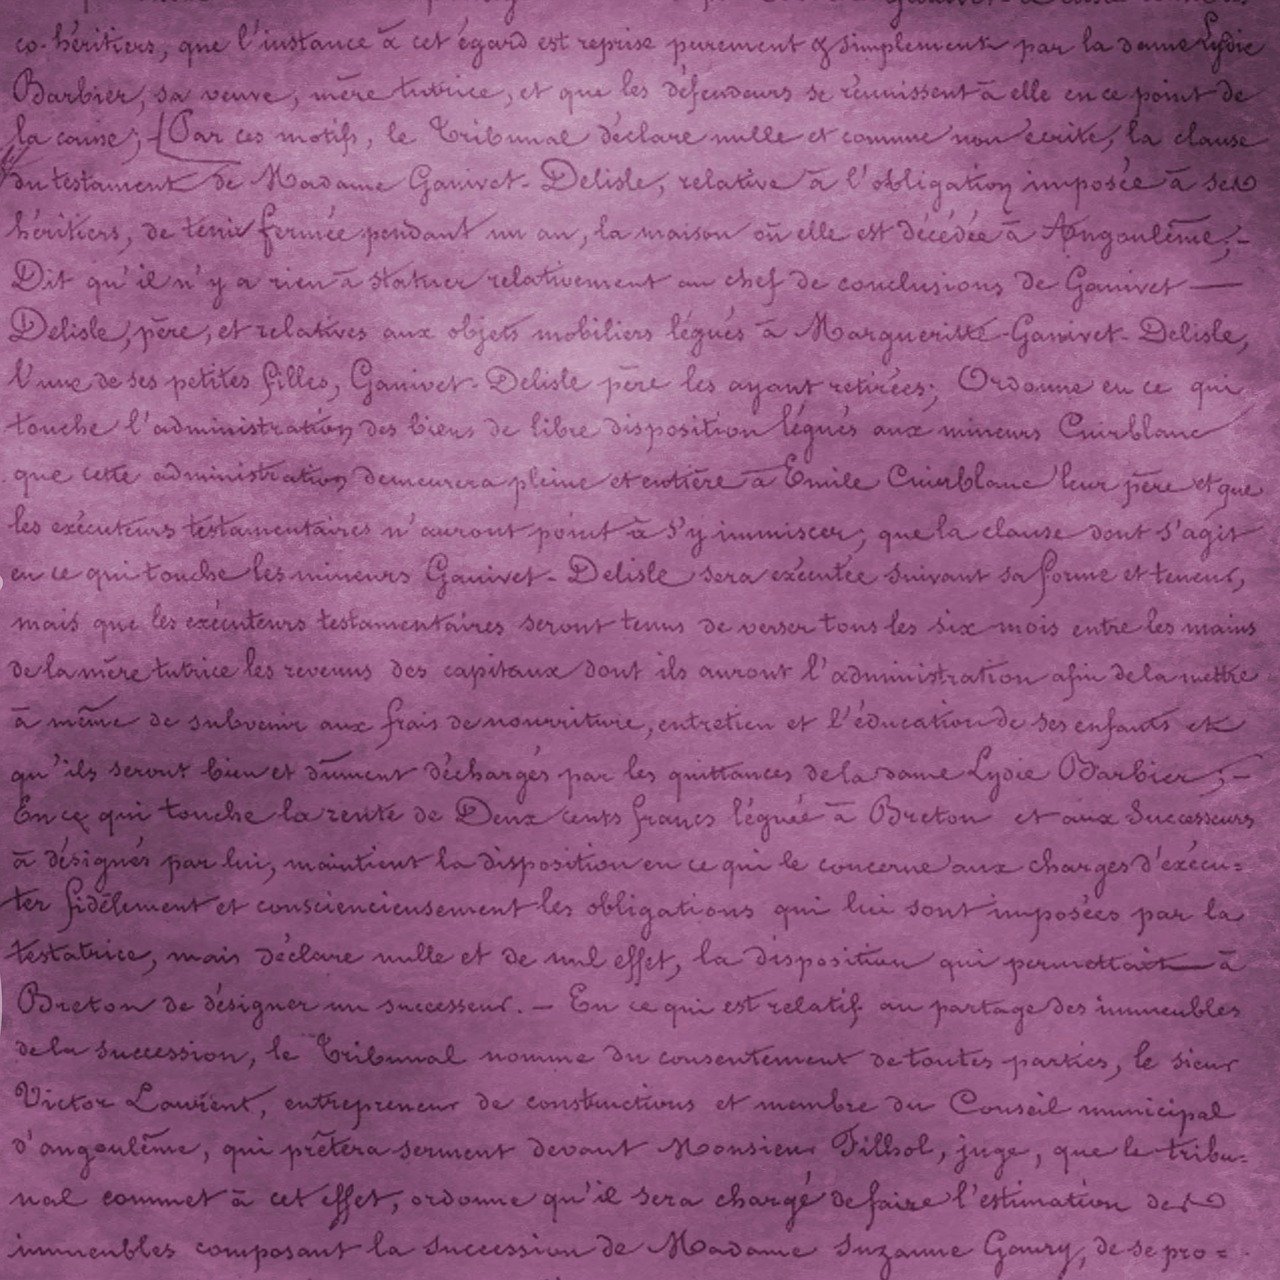 co-héritiers, que l'instance à cet égard est reprise purement & simplement par la dame Lydie
Barbier, sa veuve, mère tutrice, et que les défendeurs se réunissent à elle en ce point de
la cause; Par ces motifs, le Tribunal déclare nulle et comme non écrite, la clause
du testament de Madame Ganivet-Delisle, relative à l'obligation imposée à ses
héritiers, de tenir fermée pendant un an, la maison où elle est décédée à Angoulême; -
Dit qu'il n'y a rien à statuer relativement au chef de conclusions de Ganivet —
Delisle, père, et relatives aux objets mobiliers légués à Margueritte-Ganivet-Delisle,
l'une de ses petites filles, Ganivet-Delisle père les ayant retirées; Ordonne en ce qui
touche l'administration des biens de libre disposition légués aux mineurs Cuirblanc
que cette administration demeurera pleine et entière à Emile Cuirblanc leur père et que
les exécuteurs testamentaires n'auront point à s'y immiscer; que la clause dont s'agit
en ce qui touche les mineurs Ganivet-Delisle sera exécutée suivant sa forme et teneur,
mais que les exécuteurs testamentaires seront tenus de verser tous les six mois entre les mains
de la mère tutrice les revenus des capitaux dont ils auront l'administration afin de la mettre
à même de subvenir aux frais de nourriture, entretien et l'éducation de ses enfants et
qu'ils seront bien et dûment déchargés par les quittances de la dame Lydie Barbier; -
En ce qui touche la rente de Deux cents francs léguée à Breton et aux Successeurs
à désignés par lui, maintient la disposition en ce qui le concerne aux charges d'exécu=
ter fidèlement et consciencieusement les obligations qui lui sont imposées par la
testatrice, mais déclare nulle et de nul effet, la disposition qui permettait à
Breton de désigner un successeur. - En ce qui est relatif au partage des immeubles
de la succession, le Tribunal nomme du consentement de toutes parties, le sieur
Victor Laurent, entrepreneur de constructions et membre du Conseil municipal
d'angoulême, qui prêtera serment devant Monsieur Filhol, juge, que le tribu=
nal commet à cet effet, ordonne qu'il sera chargé de faire l'estimation des
immeubles composant la succession de Madame Suzanne Gaury, de se pro=